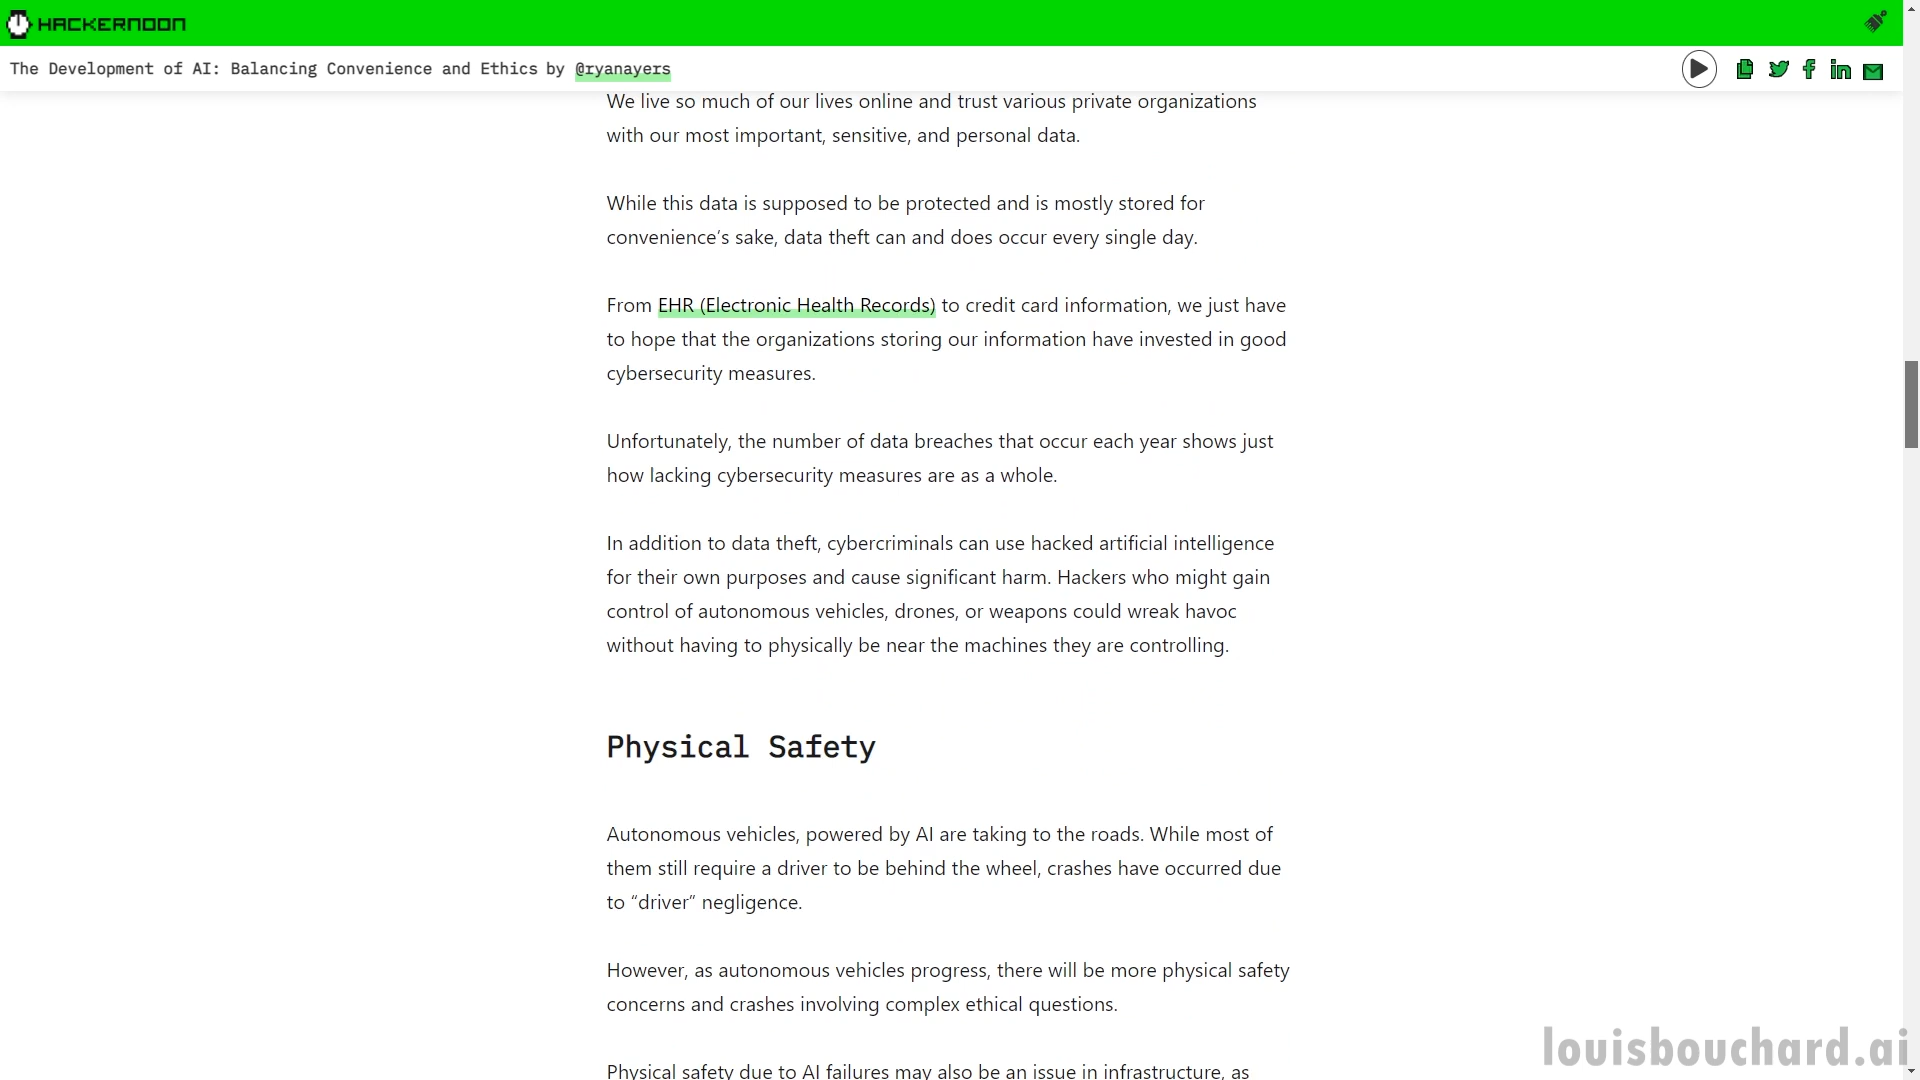 HACKERNOON
The Development of AI: Balancing Convenience and Ethics by @ryanayers
We live so much of our lives online and trust various private organizations
with our most important, sensitive, and personal data.
While this data is supposed to be protected and is mostly stored for
convenience’s sake, data theft can and does occur every single day.
From EHR (Electronic Health Records) to credit card information, we just have
to hope that the organizations storing our information have invested in good
cybersecurity measures.
Unfortunately, the number of data breaches that occur each year shows just
how lacking cybersecurity measures are as a whole.
In addition to data theft, cybercriminals can use hacked artificial intelligence
for their own purposes and cause significant harm. Hackers who might gain
control of autonomous vehicles, drones, or weapons could wreak havoc
without having to physically be near the machines they are controlling.
Physical Safety
Autonomous vehicles, powered by AI are taking to the roads. While most of
them still require a driver to be behind the wheel, crashes have occurred due
to “driver” negligence.
However, as autonomous vehicles progress, there will be more physical safety
concerns and crashes involving complex ethical questions.
Physical safety due to AI failures may also be an issue in infrastructure, as
louisbouchard.ai